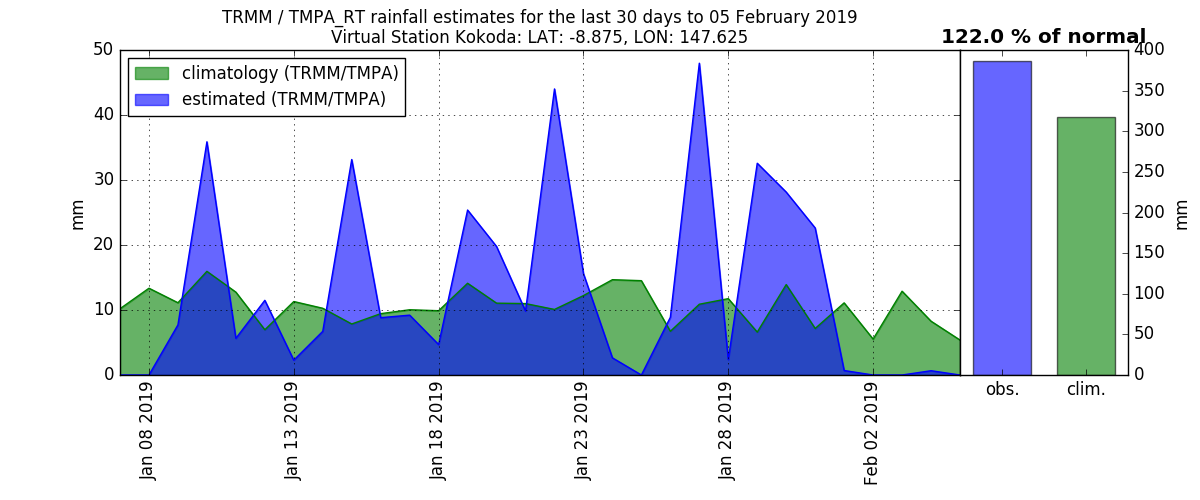 TRMM / TMPA_RT rainfall estimates for the last 30 days to 05 February 2019
Virtual Station Kokoda: LAT: -8.875, LON: 147.625
122.0 % of normal
climatology (TRMM/TMPA)
estimated (TRMM/TMPA)
50
40
30
20
10
0
mm
Jan 08 2019
Jan 13 2019
Jan 18 2019
Jan 23 2019
Jan 28 2019
Feb 02 2019
obs.
clim.
400
350
300
250
200
150
100
50
0
mm